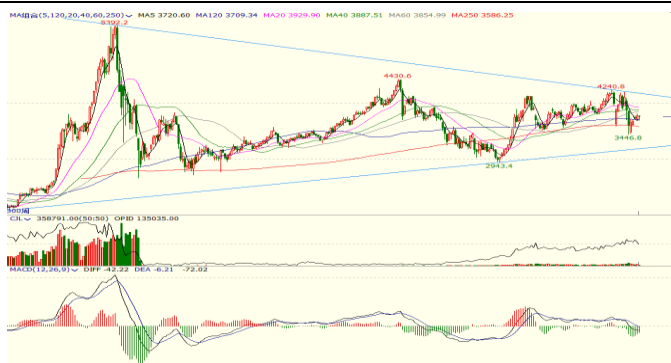 MA组合(5,120,20,40,60,250) MA5 3720.60 MA120 3709.34 MA20 3929.90 MA40 3887.51 MA60 3854.99 MA250 3586.25
5392.2
4430.6
4240.8
3446.8
2943.4
CJL 358791.00(50:50) OPID 135035.00
MACD(12,26,9) DIFF -42.22 DEA -6.21 -72.02